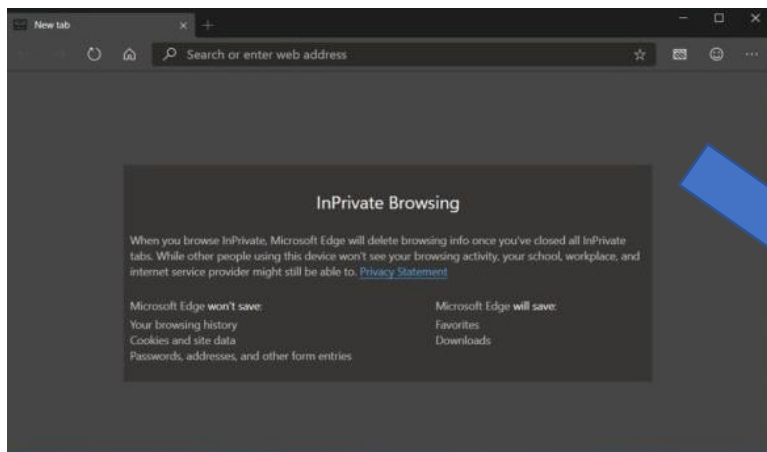 New tab
Search or enter web address
InPrivate Browsing
When you browse InPrivate, Microsoft Edge will delete browsing info once you've closed all InPrivate
tabs. While other people using this device won't see your browsing activity, your school, workplace, and
internet service provider might still be able to. Privacy Statement
Microsoft Edge won't save:
Your browsing history
Cookies and site data
Passwords, addresses, and other form entries
Microsoft Edge will save:
Favorites
Downloads